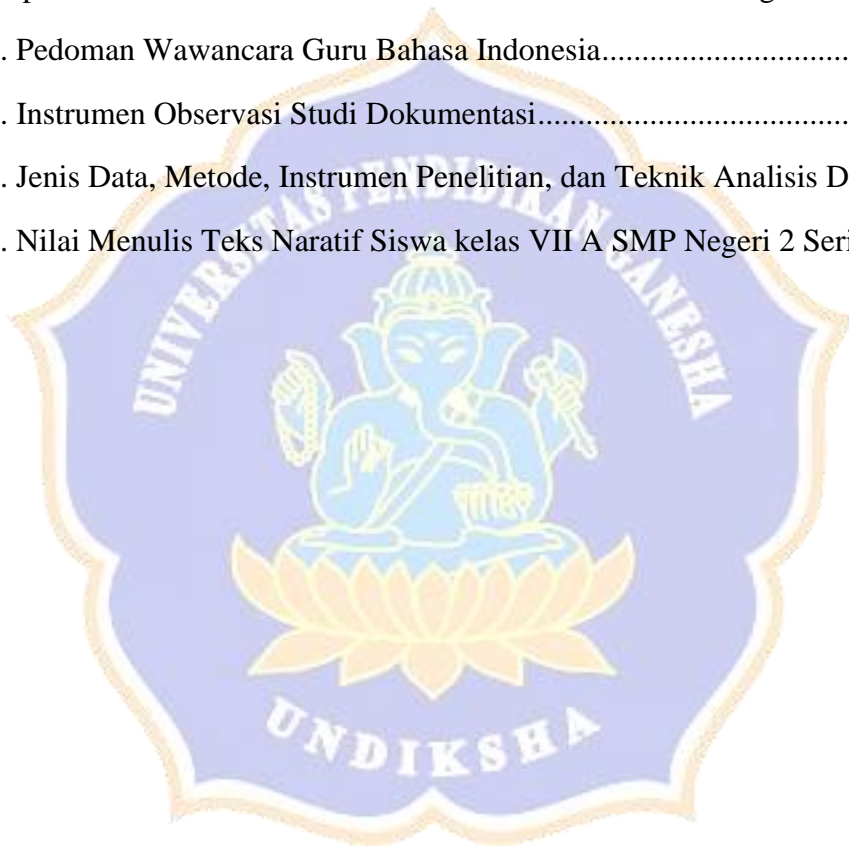 . Pedoman Wawancara Guru Bahasa Indonesia..............................
. Instrumen Observasi Studi Dokumentasi.....................................
. Jenis Data, Metode, Instrumen Penelitian, dan Teknik Analisis D
. Nilai Menulis Teks Naratif Siswa kelas VII A SMP Negeri 2 Seri
UNIVERSITAS PENDIDIKAN GANESHA
UNDIKSHA